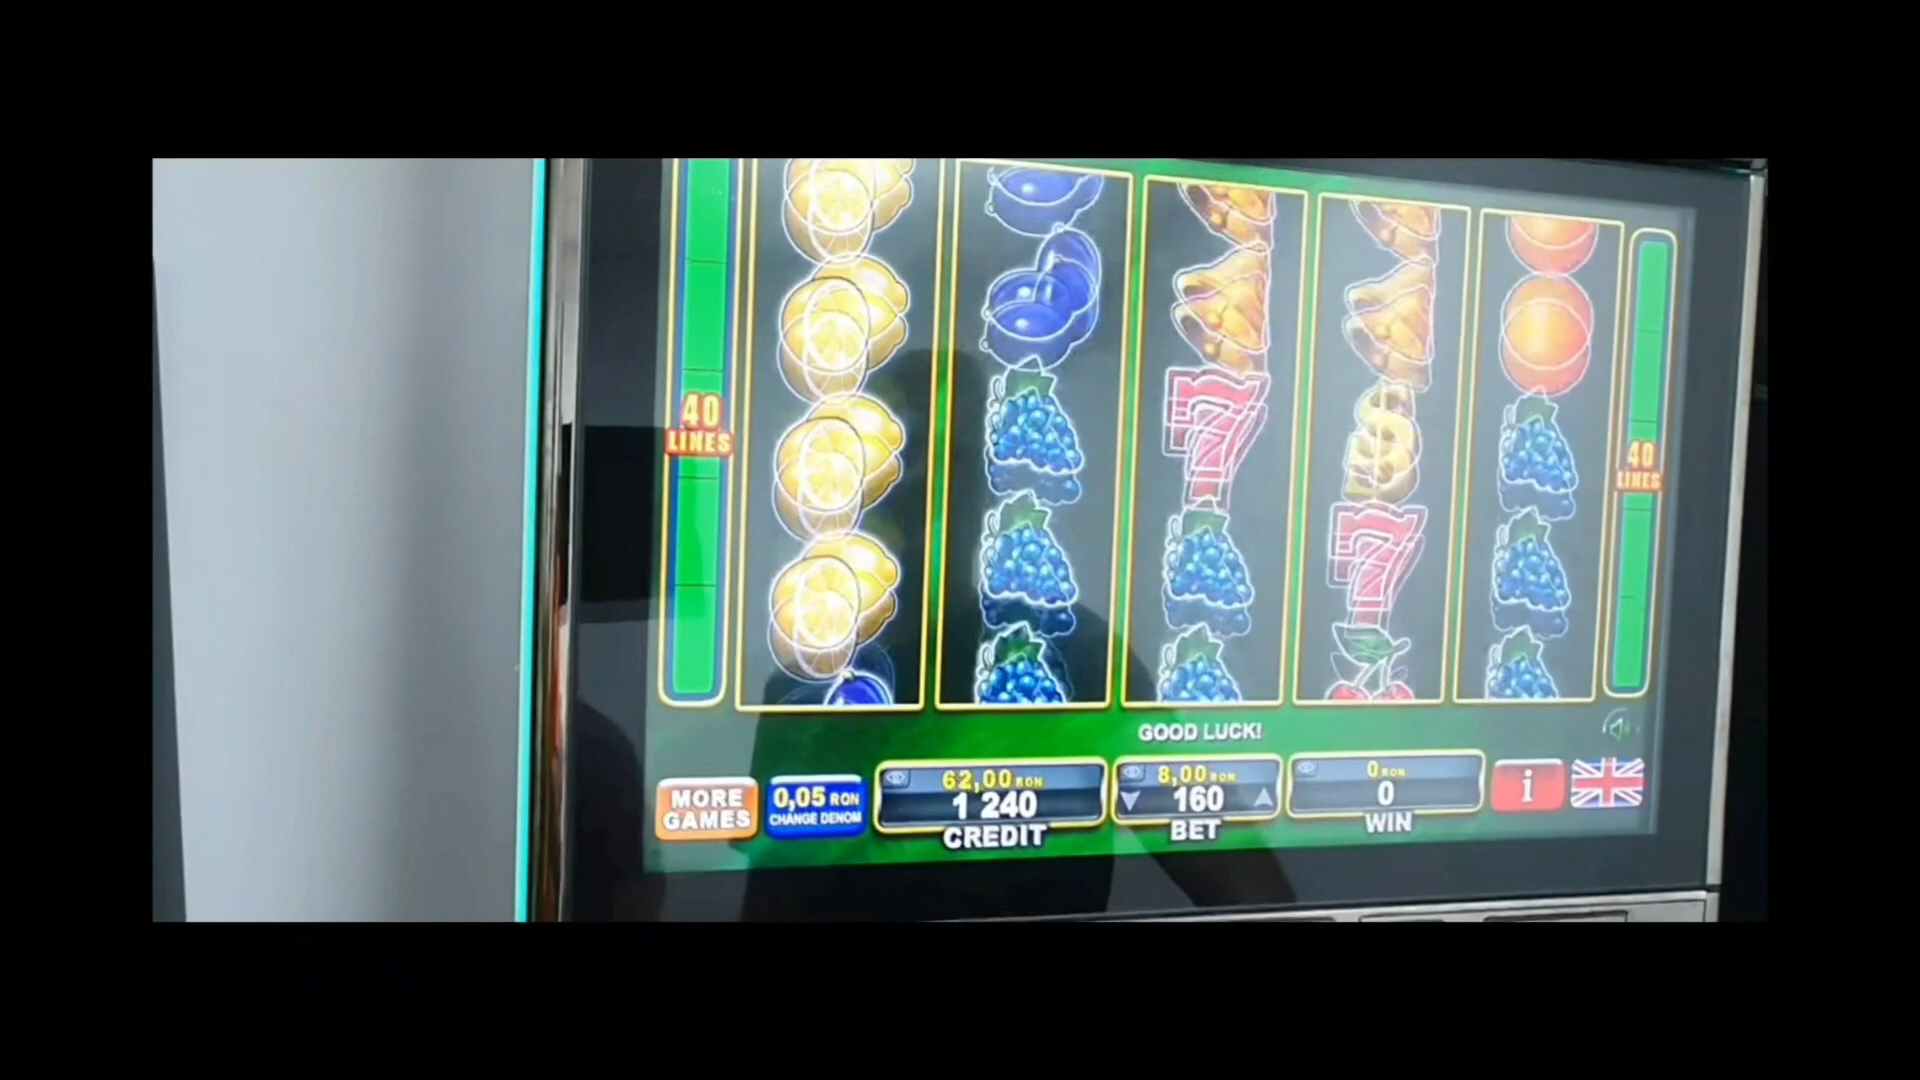 40
LINES
40
LINES
GOOD LUCK!
MORE
GAMES
0,05 RON
CHANGE DENOM
62,00 RON
1 240
CREDIT
8,00 RON
160
BET
0 RON
0
WIN
i